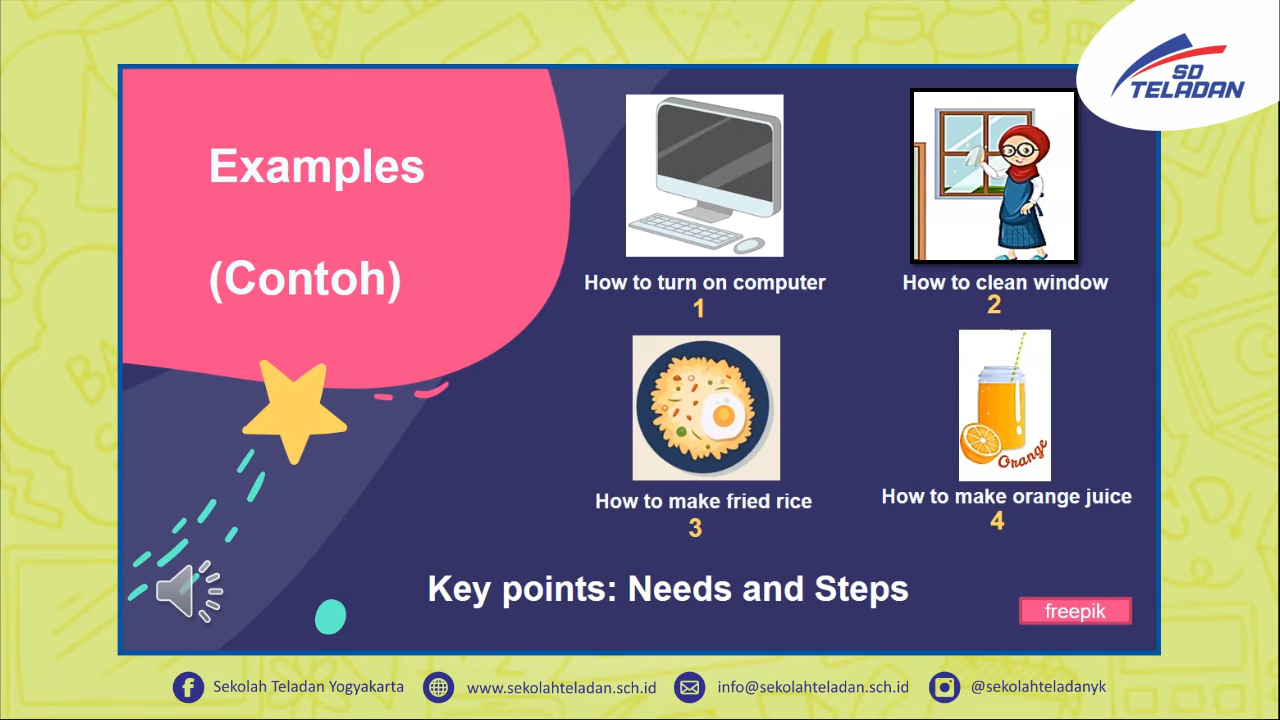 SD
TELADAN
Examples
(Contoh)
How to turn on computer
1
How to clean window
2
Orange
How to make fried rice
3
How to make orange juice
4
Key points: Needs and Steps
freepik
Sekolah Teladan Yogyakarta
www.sekolahteladan.sch.id
info@sekolahteladan.sch.id
@sekolahteladanyk